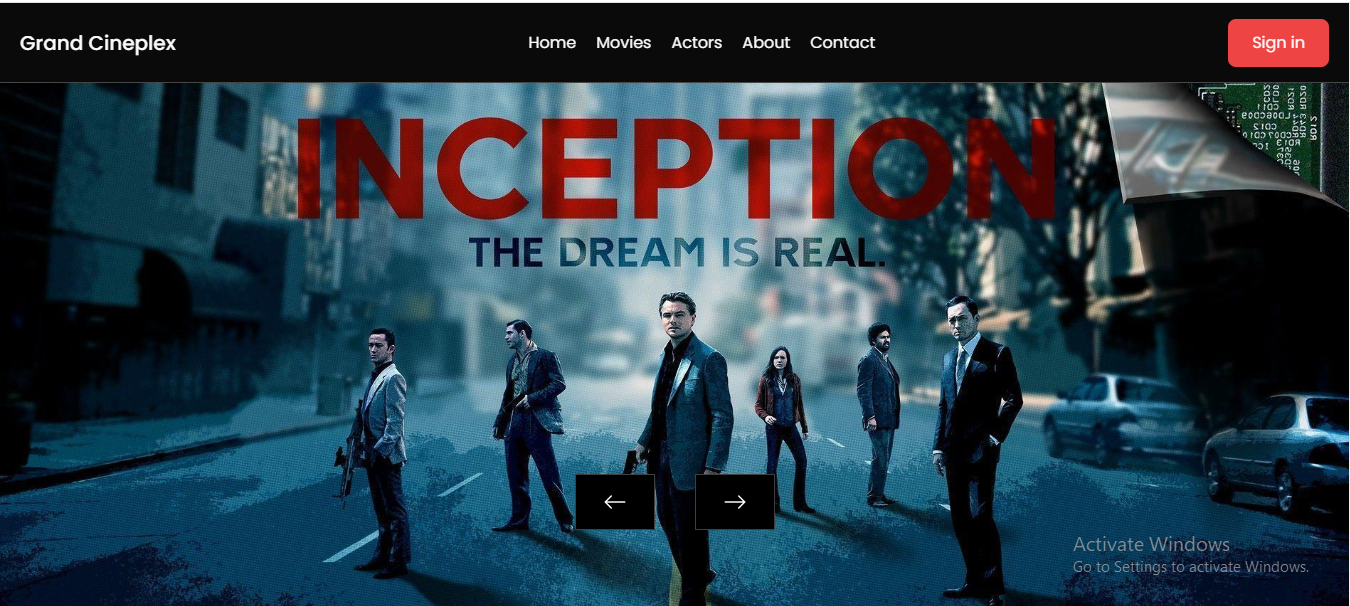 Grand Cineplex
Home Movies Actors About Contact
Sign in
INCEPTION
THE DREAM IS REAL.
Activate Windows
Go to Settings to activate Windows.